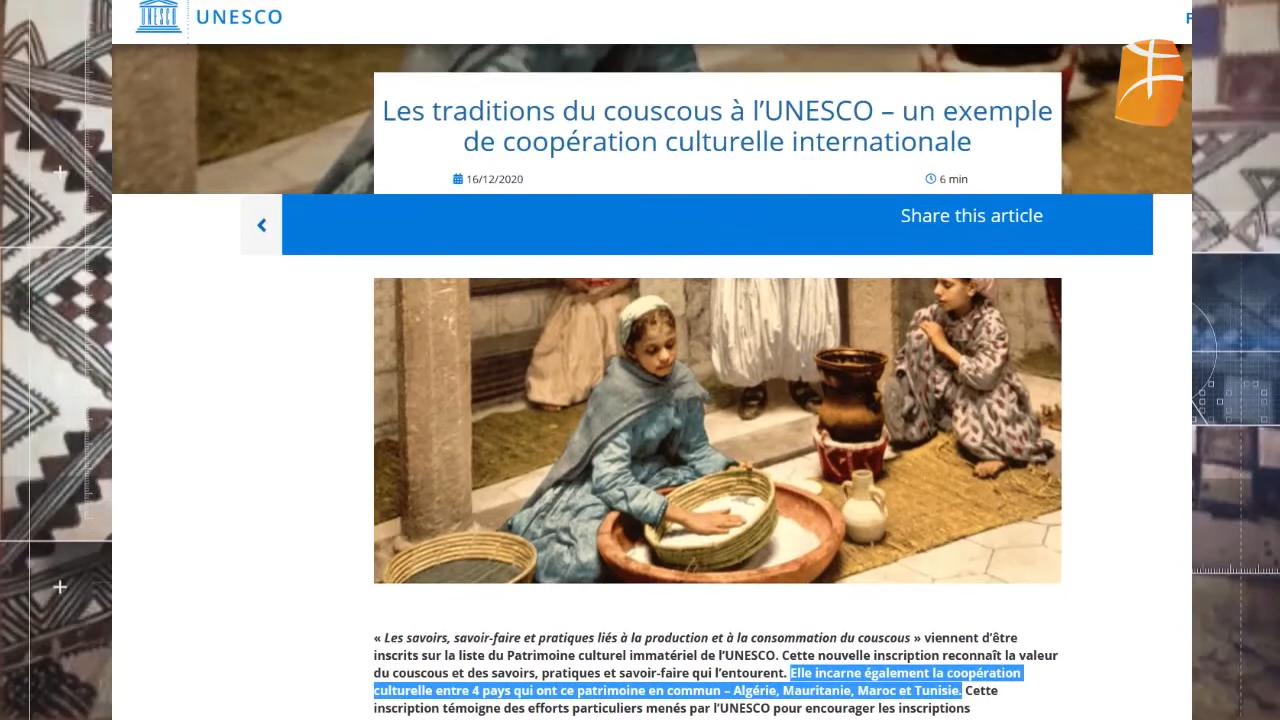 UNESCO
Les traditions du couscous à l’UNESCO – un exemple
de coopération culturelle internationale
16/12/2020
6 min
Share this article
« Les savoirs, savoir-faire et pratiques liés à la production et à la consommation du couscous » viennent d’être
inscrits sur la liste du Patrimoine culturel immatériel de l’UNESCO. Cette nouvelle inscription reconnaît la valeur
du couscous et des savoirs, pratiques et savoir-faire qui l’entourent. Elle incarne également la coopération
culturelle entre 4 pays qui ont ce patrimoine en commun – Algérie, Mauritanie, Maroc et Tunisie. Cette
inscription témoigne des efforts particuliers menés par l’UNESCO pour encourager les inscriptions